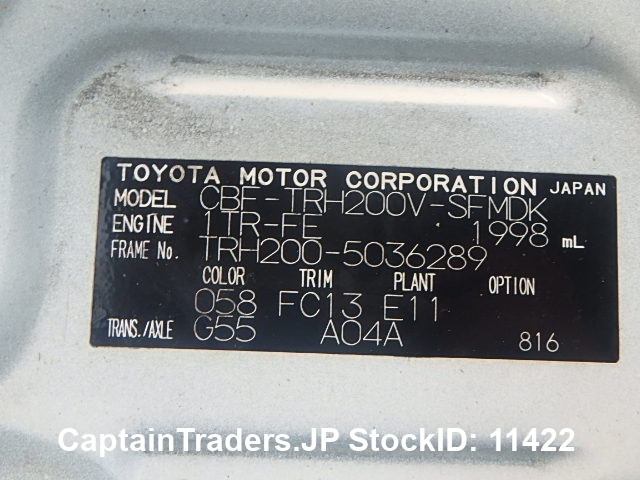 TOYOTA MOTOR CORPORATION JAPAN
MODEL CBF-TRH200V-SFMDK
ENGINE 1TR-FE 1998 mL
FRAME No. TRH200-5036289
COLOR TRIM PLANT OPTION
058 FC13 E11
TRANS./AXLE G55 A04A 816
CaptainTraders.JP StockID: 11422